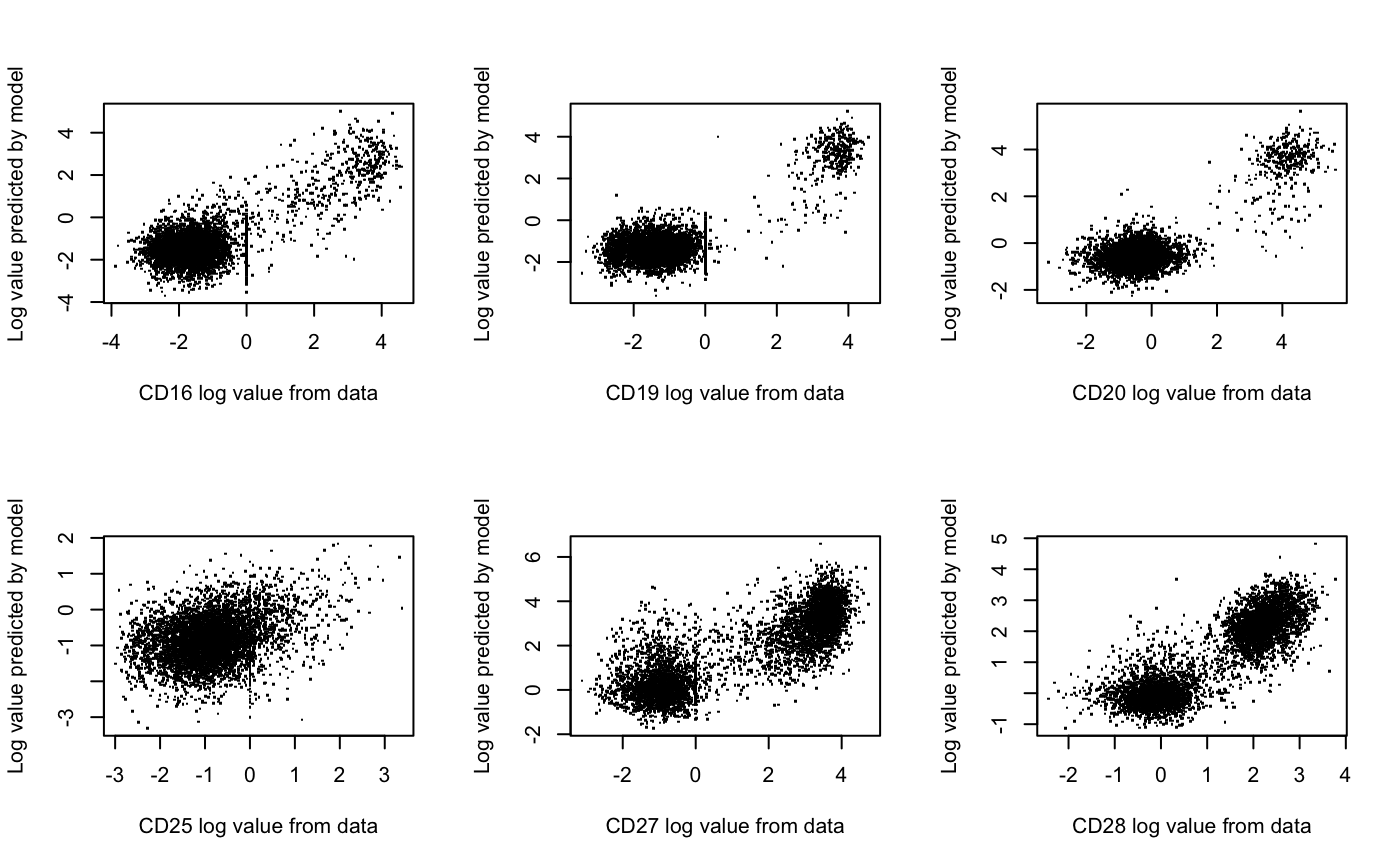 Log value predicted by model
4
2
0
-2
-4
-4 -2 0 2 4
CD16 log value from data
Log value predicted by model
4
2
0
-2
-2 0 2 4
CD19 log value from data
Log value predicted by model
4
2
0
-2
-2 0 2 4
CD20 log value from data
Log value predicted by model
2
1
0
-1
-3
-3 -2 -1 0 1 2 3
CD25 log value from data
Log value predicted by model
6
4
2
0
-2
-2 0 2 4
CD27 log value from data
Log value predicted by model
5
4
3
2
1
-1
-2 -1 0 1 2 3 4
CD28 log value from data